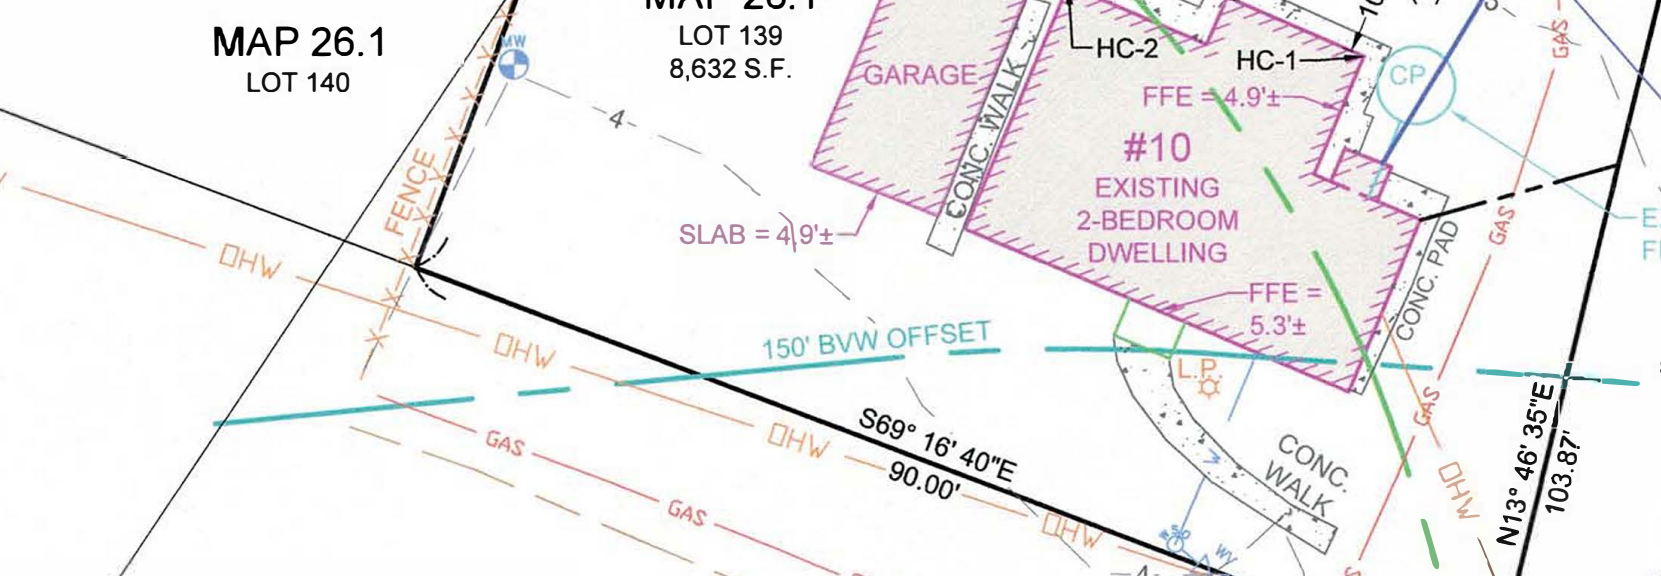 MAP 26.1
LOT 140
LOT 139
8,632 S.F.
MW
HC-2
HC-1
GARAGE
CONC. WALK
FFE = 4.9'±
CP
GAS
#10
EXISTING
2-BEDROOM
DWELLING
FENCE
4
SLAB = 4.9'±
FFE =
5.3'±
CONC. PAD
GAS
OHW
OHW
150' BVW OFFSET
L.P.
GAS
S69° 16' 40"E
90.00'
OHW
GAS
GAS
CONC.
WALK
OHW
OHW
N13° 46' 35"E
103.87'
WV
4